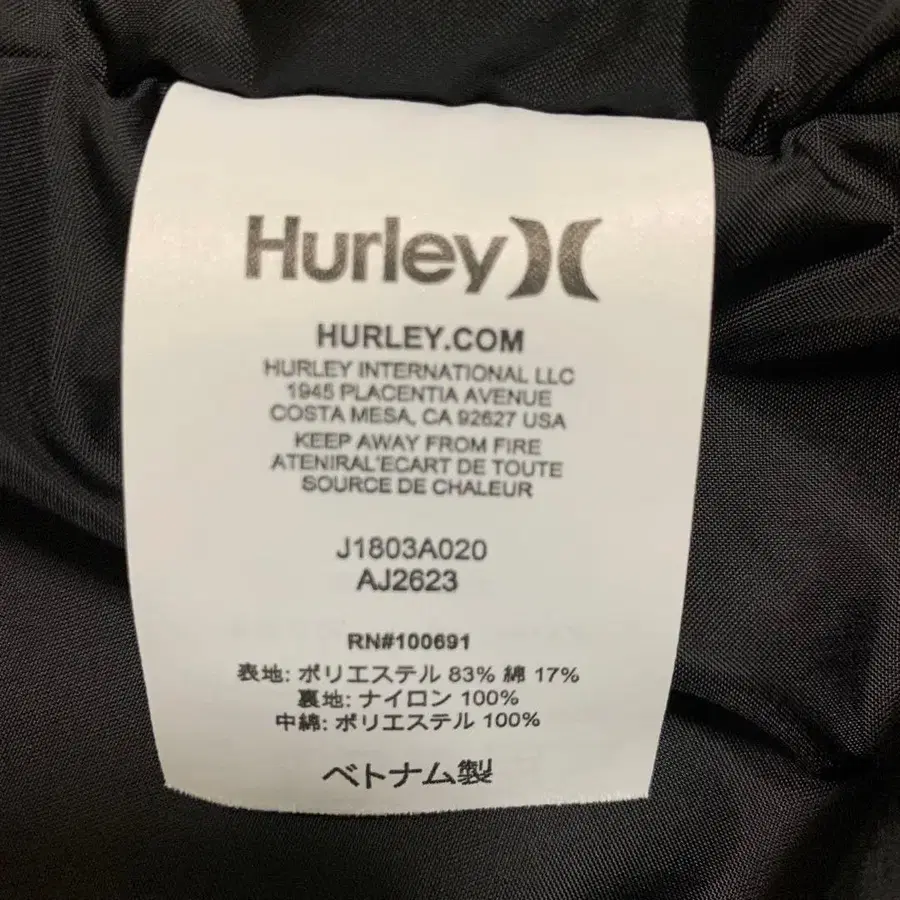 Hurley
HURLEY.COM
HURLEY INTERNATIONAL LLC
1945 PLACENTIA AVENUE
COSTA MESA, CA 92627 USA
KEEP AWAY FROM FIRE
ATENIRAL'ECART DE TOUTE
SOURCE DE CHALEUR
J1803A020
AJ2623
RN#100691
表地: ポリエステル 83% 綿 17%
裏地: ナイロン 100%
中綿: ポリエステル 100%
ベトナム製